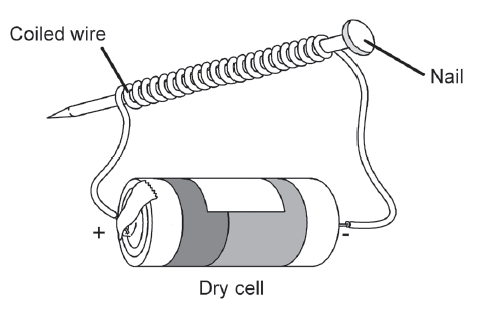 Coiled wire
Nail
+
-
Dry cell